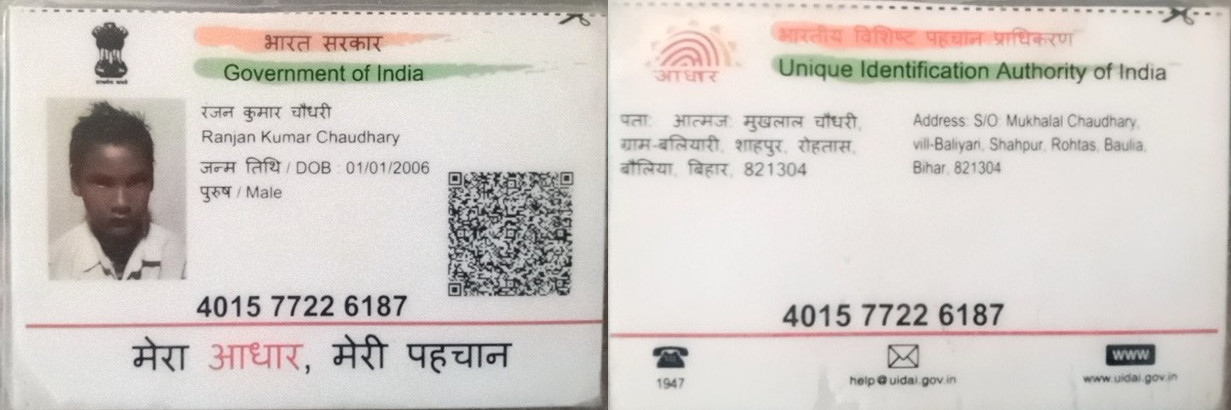 भारत सरकार
Government of India
रंजन कुमार चौधरी
Ranjan Kumar Chaudhary
जन्म तिथि / DOB : 01/01/2006
पुरुष / Male
4015 7722 6187
मेरा आधार, मेरी पहचान
भारतीय विशिष्ट पहचान प्राधिकरण
Unique Identification Authority of India
आधार
पता: आत्मज: मुखलाल चौधरी,
ग्राम-बलियारी, शाहपुर, रोहतास,
बौलिया, बिहार, 821304
Address: S/O: Mukhalal Chaudhary,
vill-Baliyari, Shahpur, Rohtas, Baulia,
Bihar, 821304
4015 7722 6187
1947
help@uidai.gov.in
www
www.uidai.gov.in